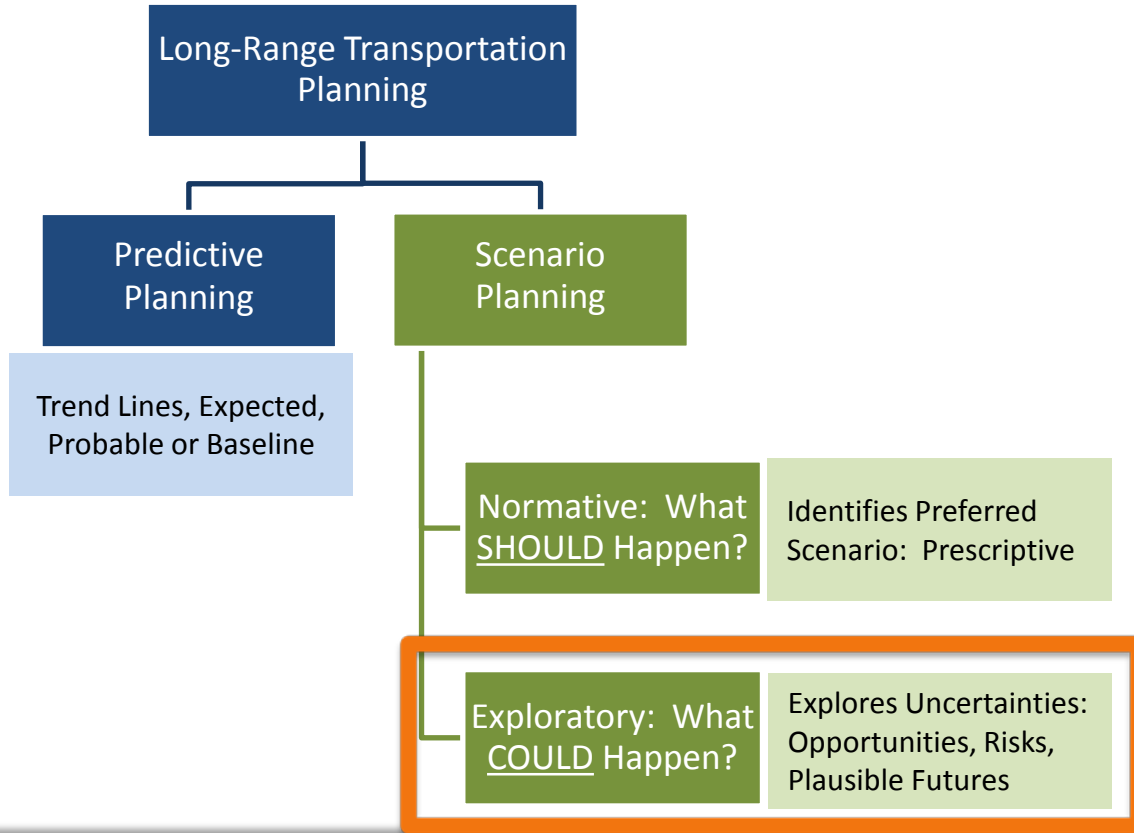 Long-Range Transportation
Planning
Predictive
Planning
Scenario
Planning
Trend Lines, Expected,
Probable or Baseline
Normative: What
SHOULD Happen?
Identifies Preferred
Scenario: Prescriptive
Exploratory: What
COULD Happen?
Explores Uncertainties:
Opportunities, Risks,
Plausible Futures